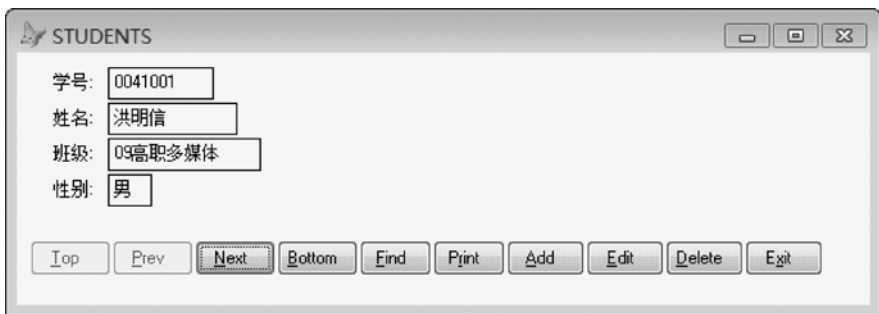 STUDENTS
学号: 0041001
姓名: 洪明信
班级: 09高职多媒体
性别: 男
Top Prev Next Bottom Find Print Add Edit Delete Exit